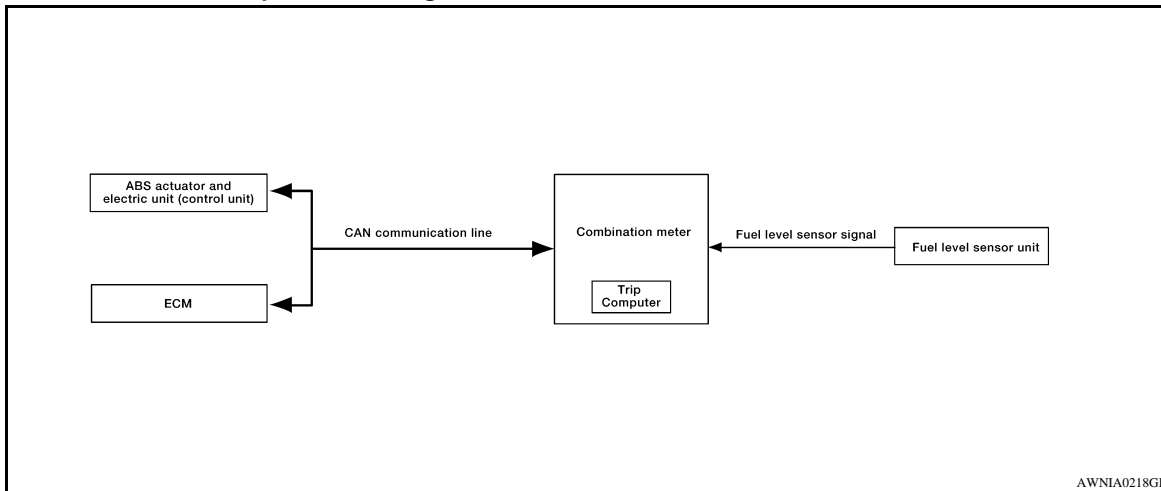 ABS actuator and
electric unit (control unit)
CAN communication line
ECM
Combination meter
Trip
Computer
Fuel level sensor signal
Fuel level sensor unit